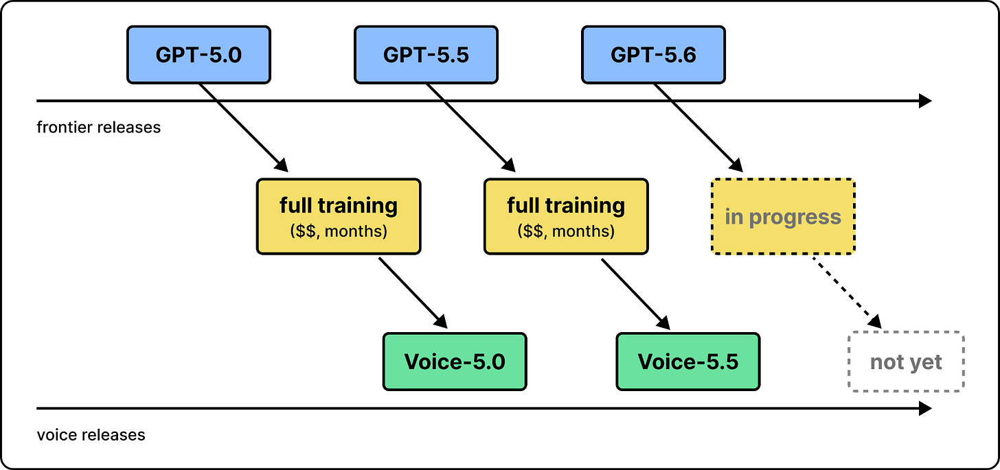 GPT-5.0
GPT-5.5
GPT-5.6
frontier releases
full training
($$, months)
full training
($$, months)
in progress
Voice-5.0
Voice-5.5
not yet
voice releases